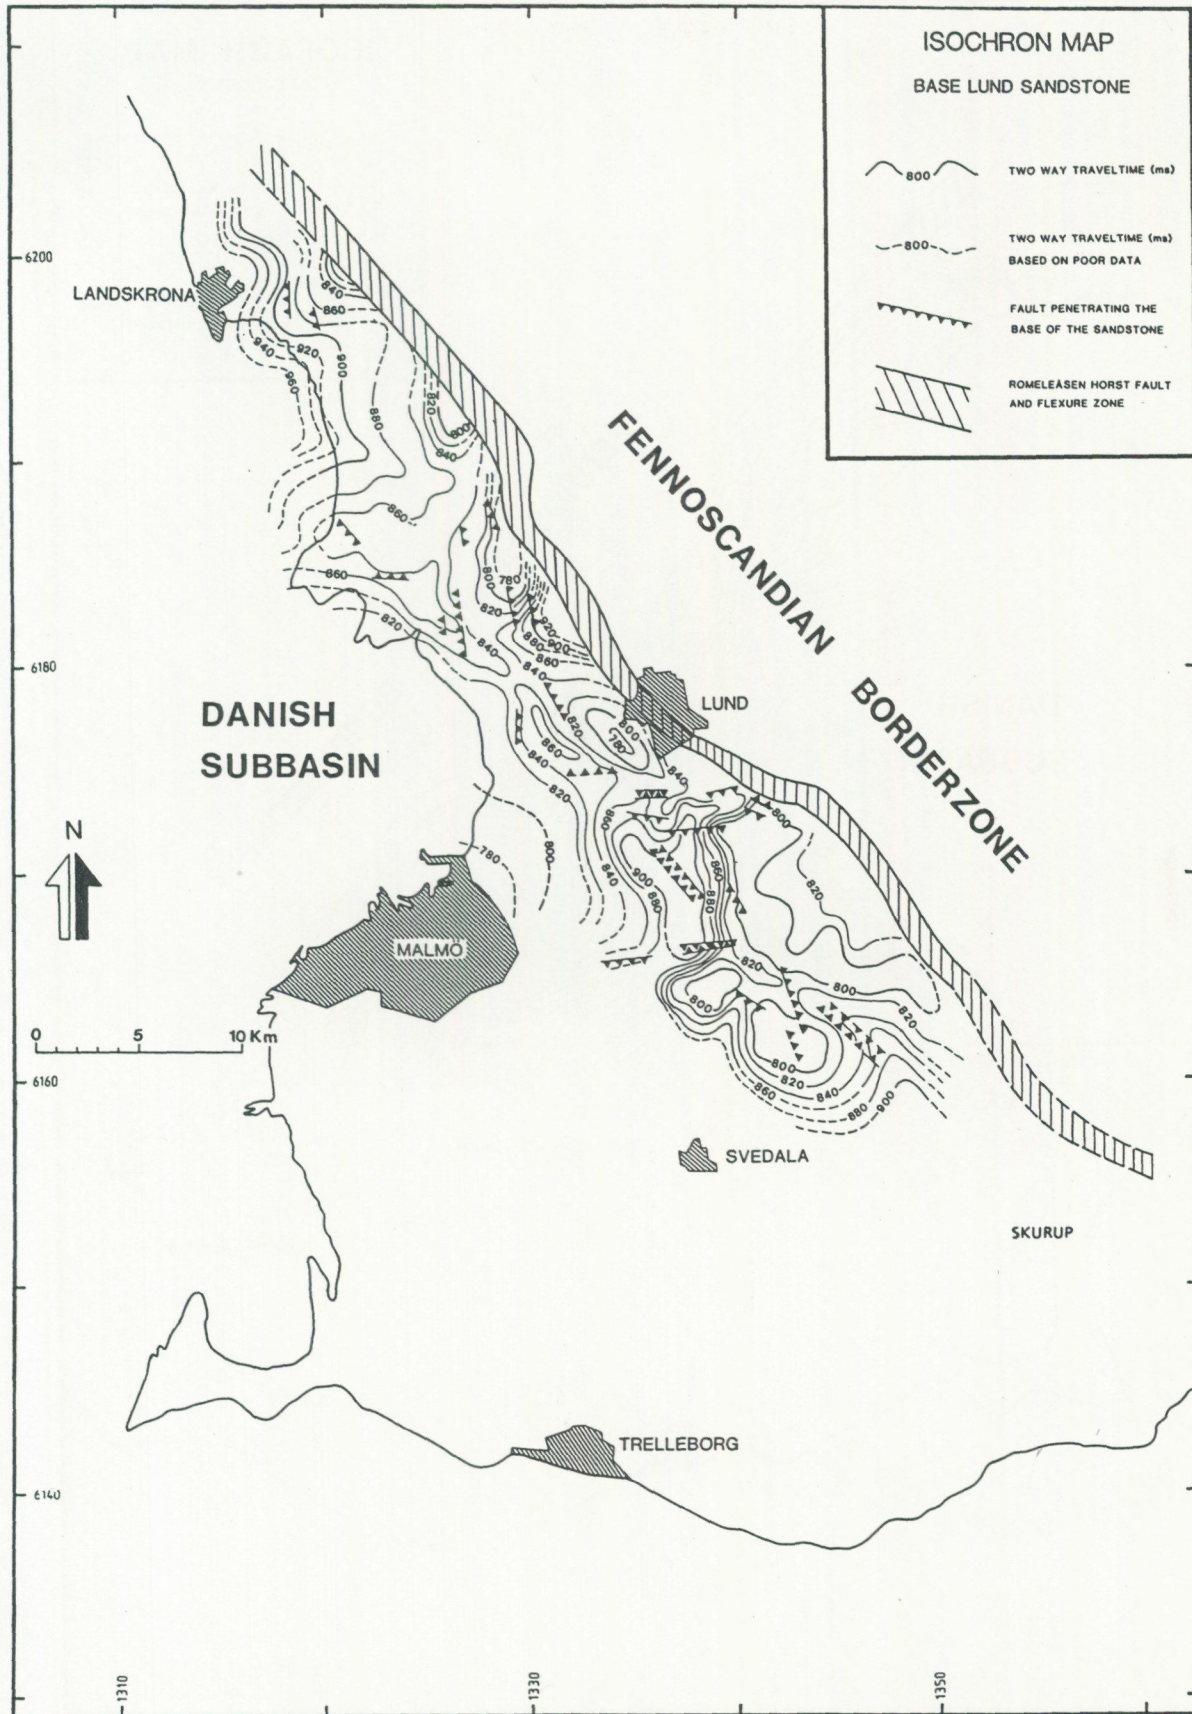 ISOCHRON MAP
BASE LUND SANDSTONE
800
TWO WAY TRAVELTIME (ms)
800
TWO WAY TRAVELTIME (ms)
BASED ON POOR DATA
FAULT PENETRATING THE
BASE OF THE SANDSTONE
ROMELEÅSEN HORST FAULT
AND FLEXURE ZONE
6200
LANDSKRONA
840
860
940
920
900
960
880
820
800
840
860
FENNOSCANDIAN BORDERZONE
860
800
780
820
820
920
880
900
840
860
6180
840
LUND
DANISH
SUBBASIN
820
800
780
860
840
840
820
860
800
N
780
800
860
900
840
880
880
820
MALMÖ
820
800
800
820
0 5 10 Km
800
820
860
840
880
900
6160
SVEDALA
SKURUP
TRELLEBORG
6140
1310
1330
1350